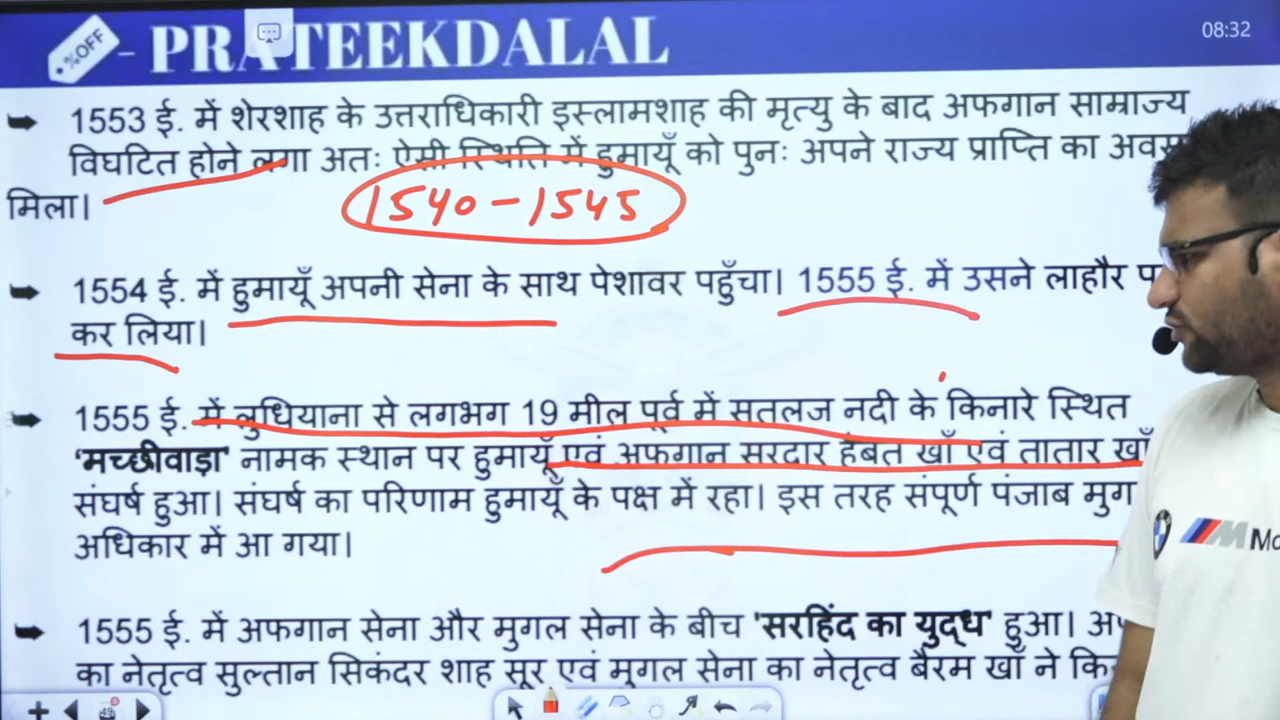 %OFF - PRATEEKDALAL
08:32
➡ 1553 ई. में शेरशाह के उत्तराधिकारी इस्लामशाह की मृत्यु के बाद अफगान साम्राज्य
विघटित होने लगा अतः ऐसी स्थिति में हुमायूँ को पुनः अपने राज्य प्राप्ति का
मिला।
1540-1545
➡ 1554 ई. में हुमायूँ अपनी सेना के साथ पेशावर पहुँचा। 1555 ई. में उसने लाहौर
कर लिया।
➡ 1555 ई. में लुधियाना से लगभग 19 मील पूर्व में सतलज नदी के किनारे स्थित
'मच्छीवाड़ा' नामक स्थान पर हुमायूँ एवं अफगान सरदार हैबत खाँ एवं तातार खाँ
संघर्ष हुआ। संघर्ष का परिणाम हुमायूँ के पक्ष में रहा। इस तरह संपूर्ण पंजाब
अधिकार में आ गया।
➡ 1555 ई. में अफगान सेना और मुगल सेना के बीच 'सरहिंद का युद्ध' हुआ।
का नेतृत्व सुल्तान सिकंदर शाह सूर एवं मुगल सेना का नेतृत्व बैरम खाँ ने
49